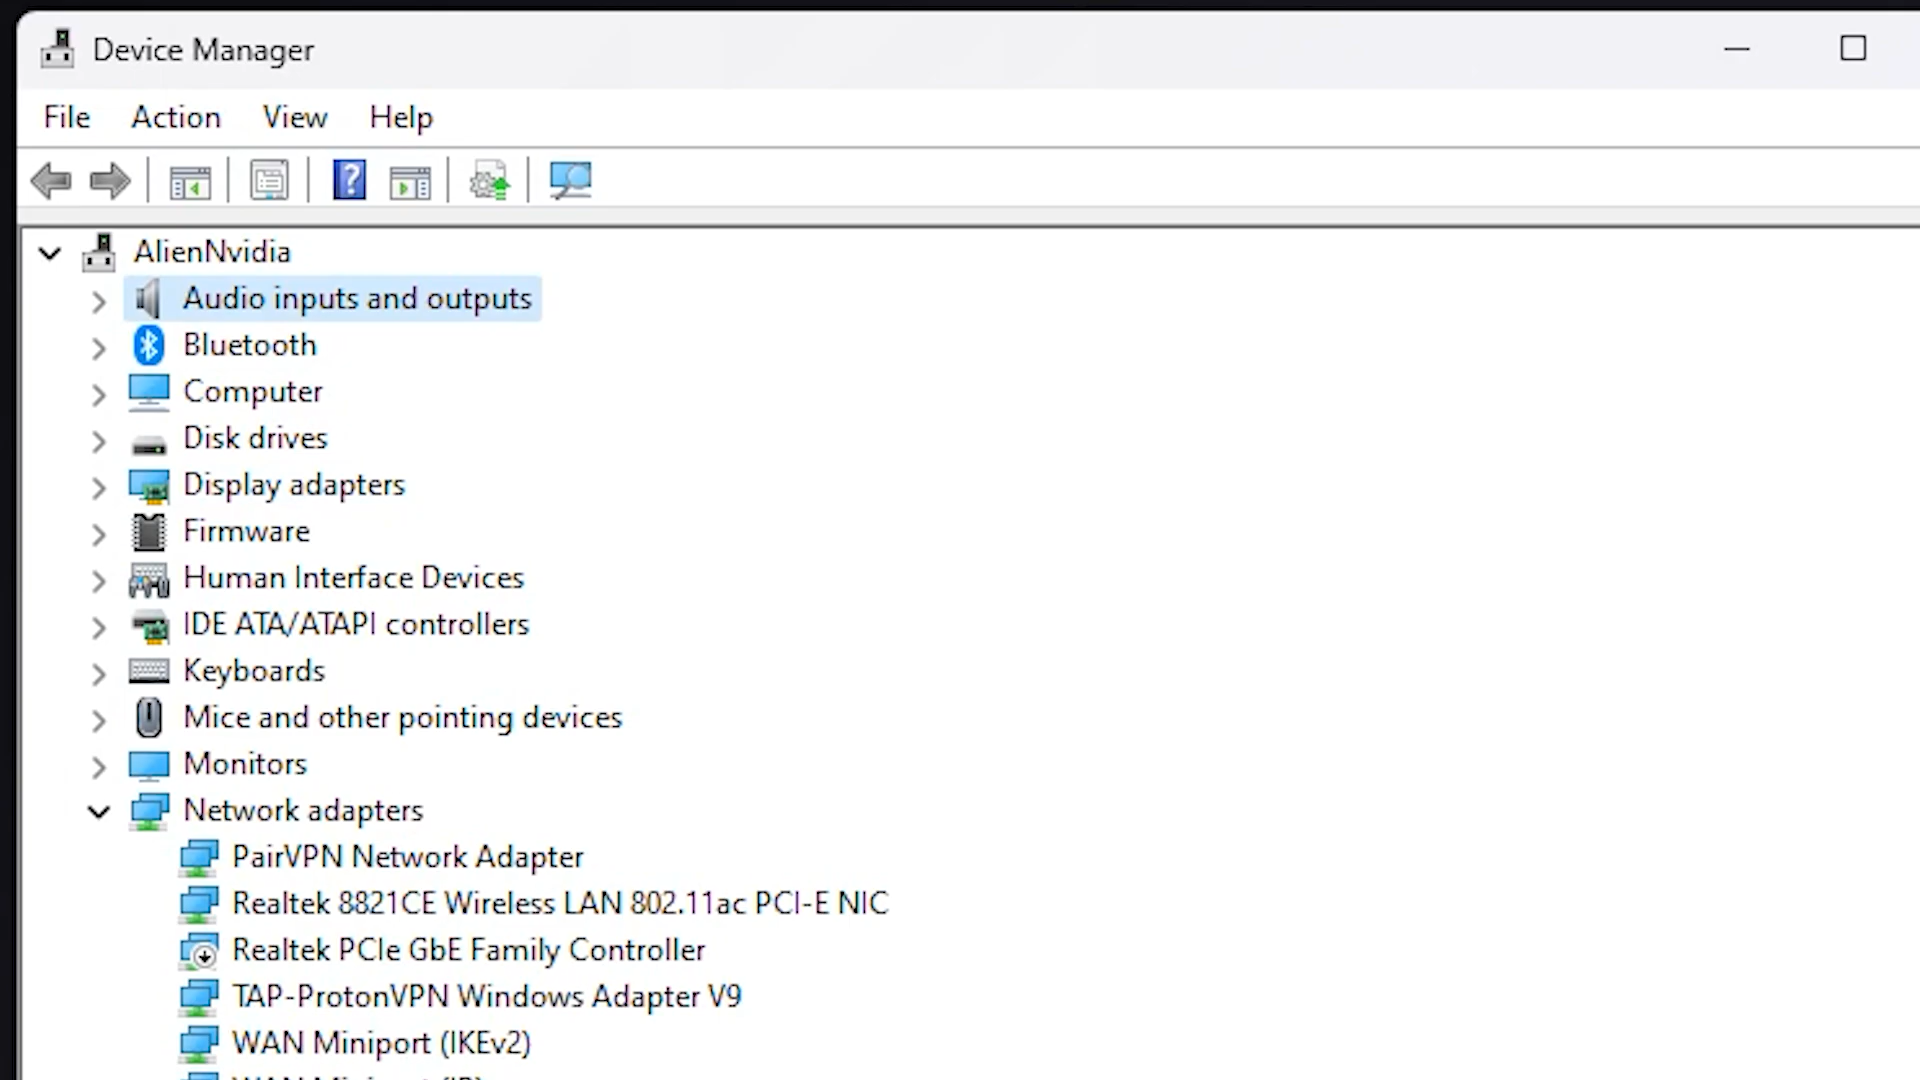 Device Manager
File Action View Help
AlienNvidia
Audio inputs and outputs
Bluetooth
Computer
Disk drives
Display adapters
Firmware
Human Interface Devices
IDE ATA/ATAPI controllers
Keyboards
Mice and other pointing devices
Monitors
Network adapters
PairVPN Network Adapter
Realtek 8821CE Wireless LAN 802.11ac PCI-E NIC
Realtek PCIe GbE Family Controller
TAP-ProtonVPN Windows Adapter V9
WAN Miniport (IKEv2)